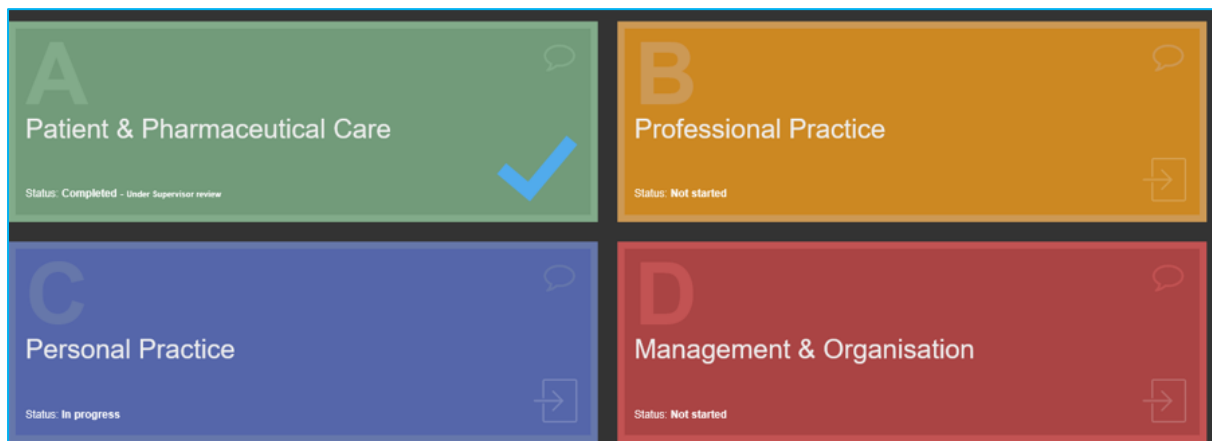 A
Patient & Pharmaceutical Care
Status: Completed - Under Supervisor review
B
Professional Practice
Status: Not started
C
Personal Practice
Status: In progress
D
Management & Organisation
Status: Not started